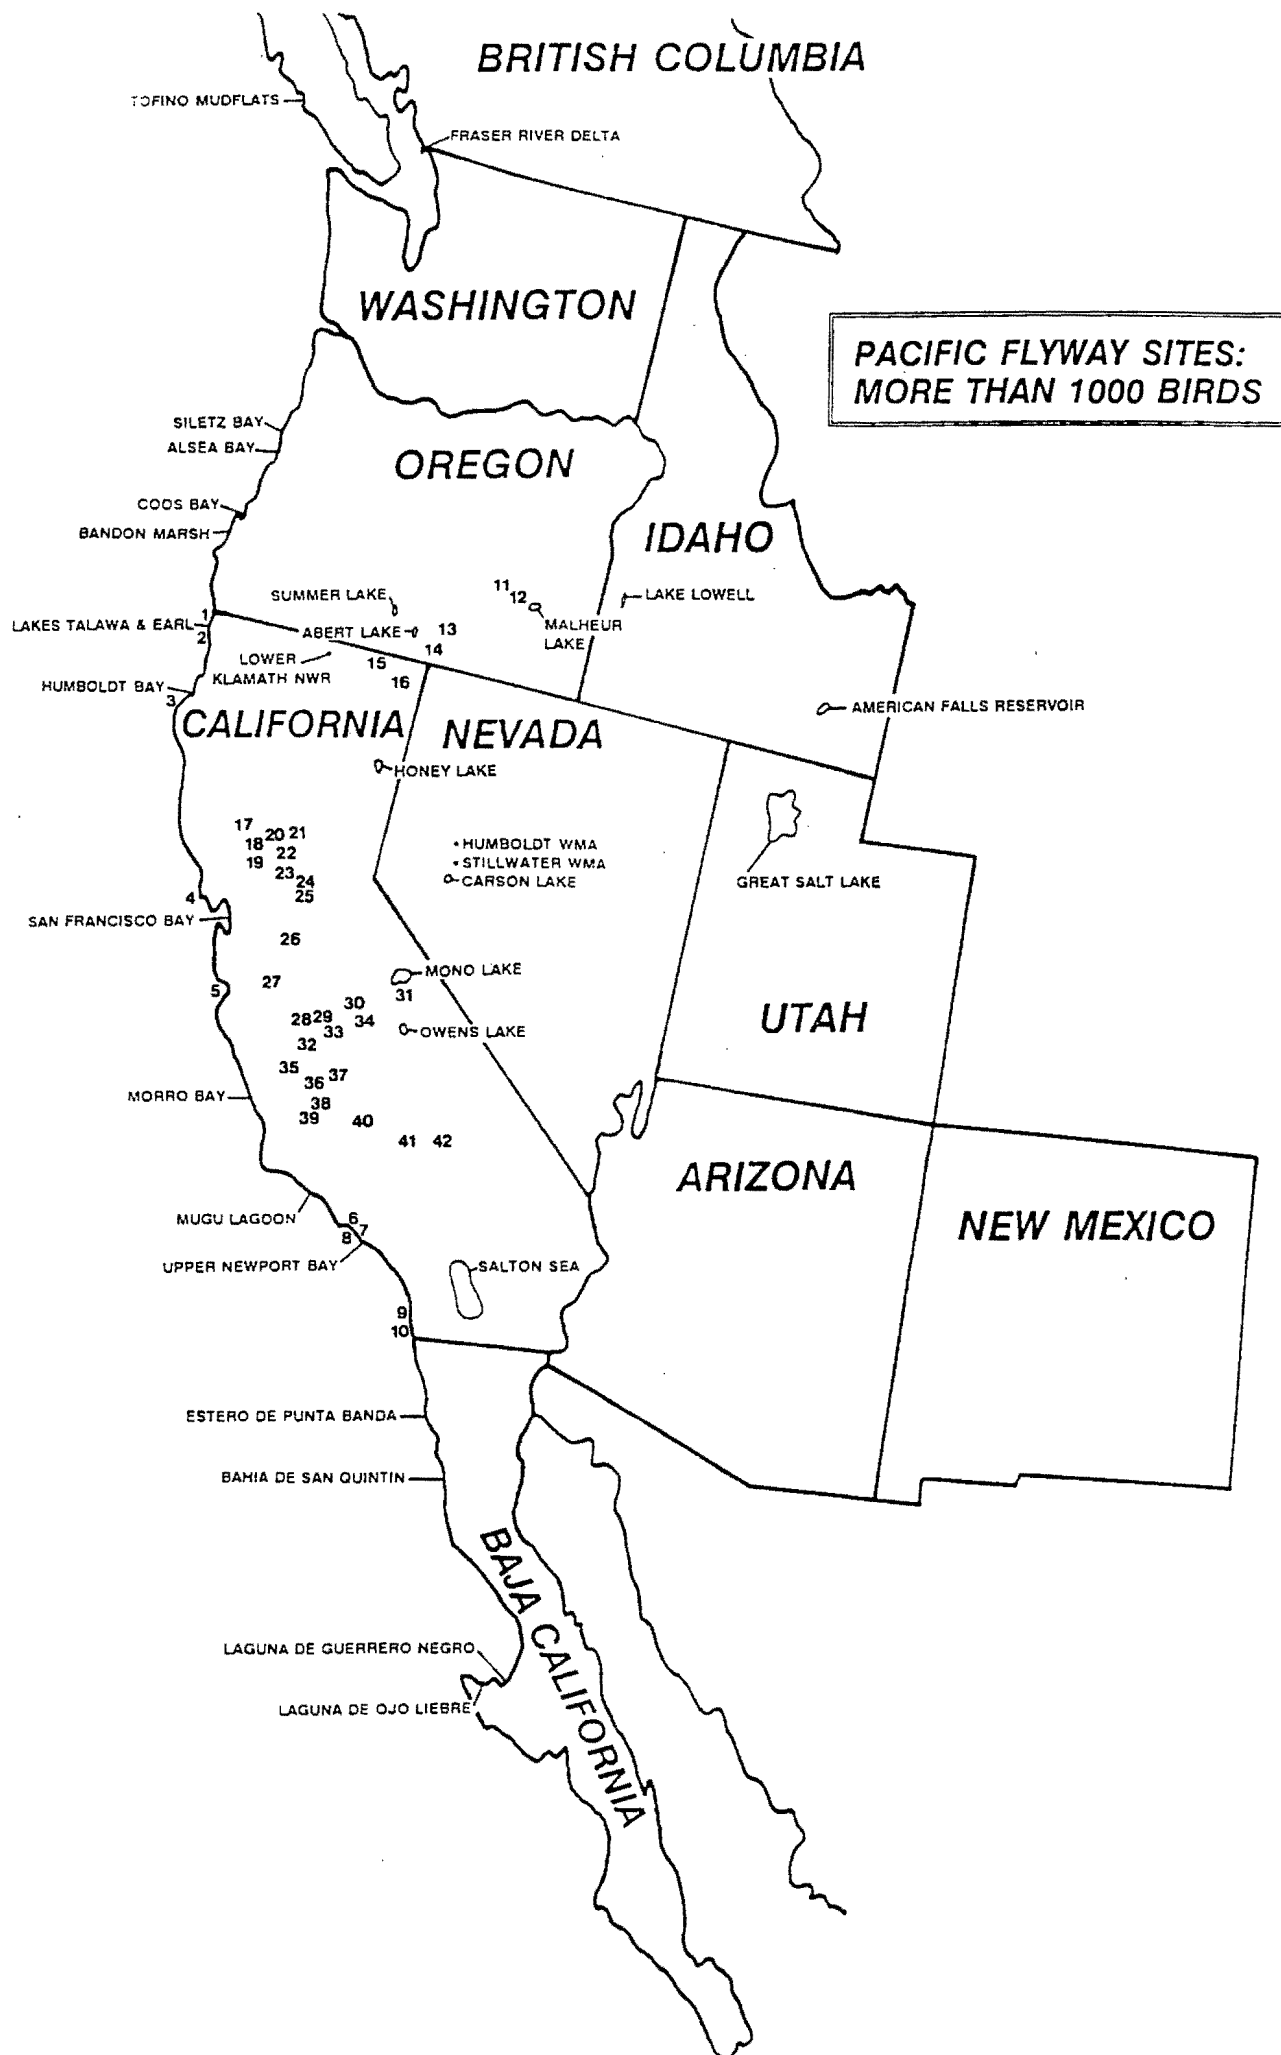 BRITISH COLUMBIA
TOFINO MUDFLATS
FRASER RIVER DELTA
WASHINGTON
PACIFIC FLYWAY SITES:
MORE THAN 1000 BIRDS
SILETZ BAY
ALSEA BAY
OREGON
COOS BAY
BANDON MARSH
IDAHO
SUMMER LAKE
11
12
LAKE LOWELL
1
LAKES TALAWA & EARL
2
ABERT LAKE
13
MALHEUR
LAKE
14
LOWER
KLAMATH NWR
15
16
HUMBOLDT BAY
3
AMERICAN FALLS RESERVOIR
CALIFORNIA
NEVADA
HONEY LAKE
17
18
19
20
21
22
23
24
25
HUMBOLDT WMA
STILLWATER WMA
CARSON LAKE
GREAT SALT LAKE
4
SAN FRANCISCO BAY
26
27
5
MONO LAKE
31
30
28
29
34
33
32
OWENS LAKE
UTAH
35
36
37
MORRO BAY
38
39
40
41
42
ARIZONA
NEW MEXICO
MUGU LAGOON
6
7
8
UPPER NEWPORT BAY
SALTON SEA
9
10
ESTERO DE PUNTA BANDA
BAHIA DE SAN QUINTIN
BAJA CALIFORNIA
LAGUNA DE GUERRERO NEGRO
LAGUNA DE OJO LIEBRE